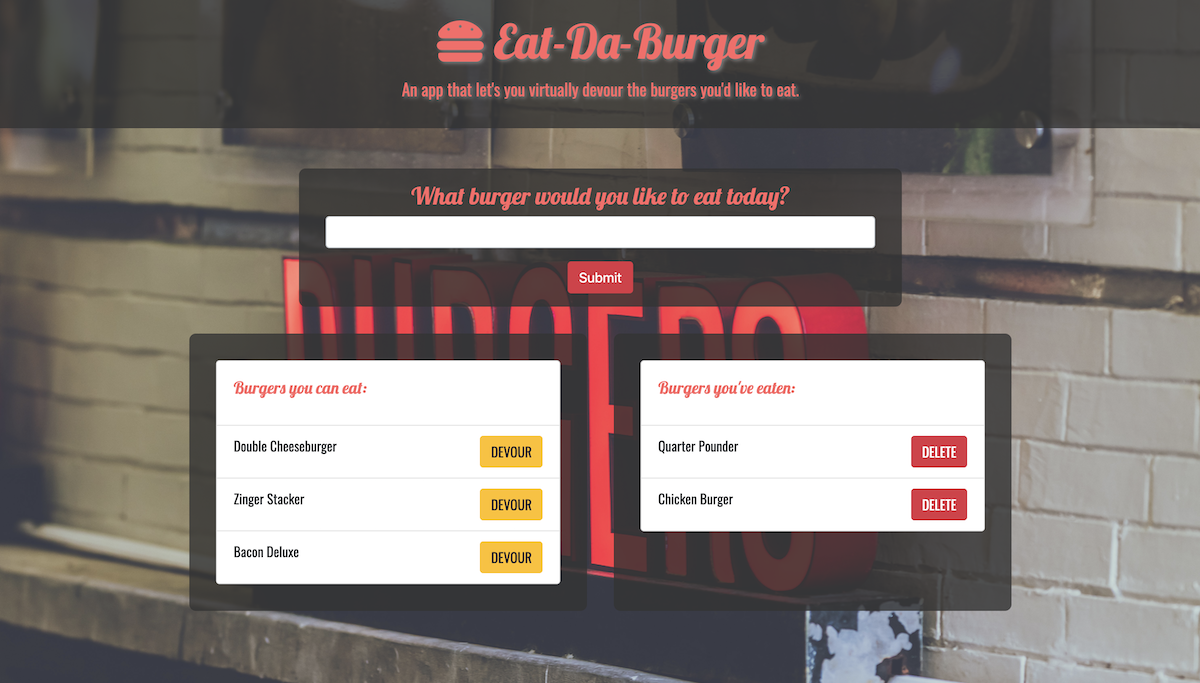 Eat-Da-Burger
An app that let's you virtually devour the burgers you'd like to eat.
What burger would you like to eat today?
Submit
BURGERS
Burgers you can eat:
Double Cheeseburger DEVOUR
Zinger Stacker DEVOUR
Bacon Deluxe DEVOUR
Burgers you've eaten:
Quarter Pounder DELETE
Chicken Burger DELETE